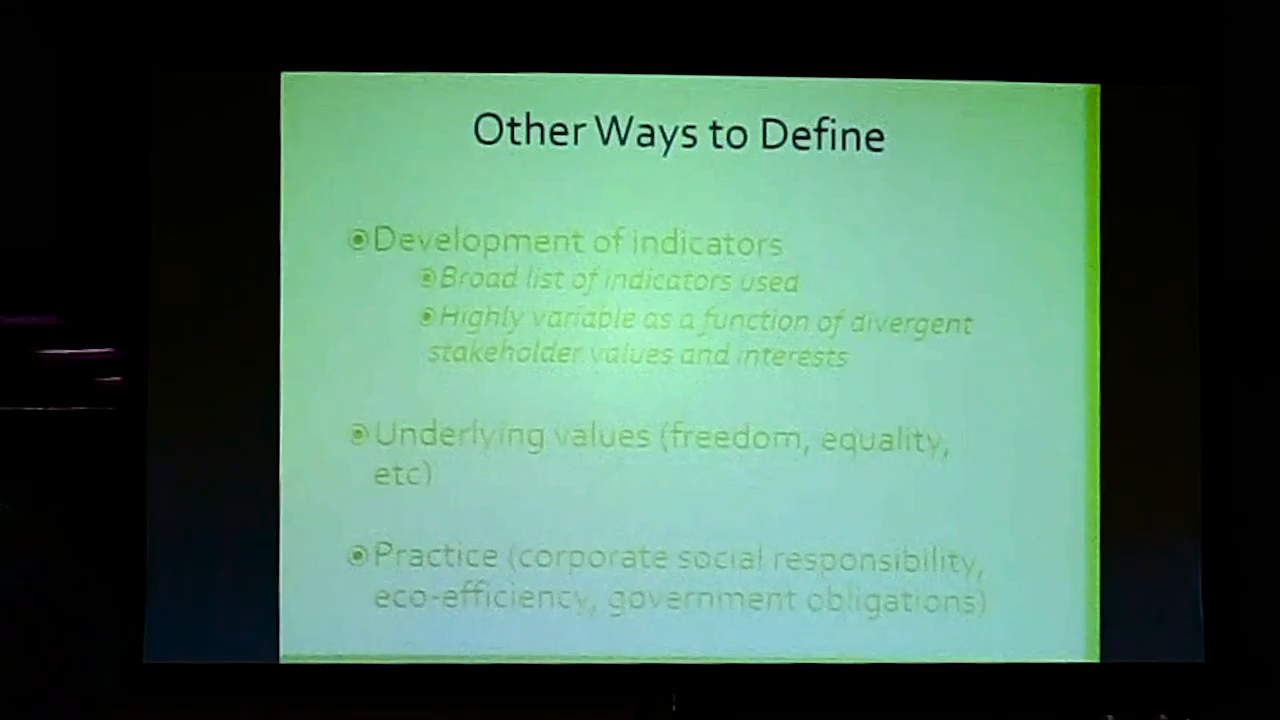 Other Ways to Define
Development of indicators
Broad list of indicators used
Highly variable as a function of divergent
stakeholder values and interests
Underlying values (freedom, equality,
etc)
Practice (corporate social responsibility,
eco-efficiency, government obligations)